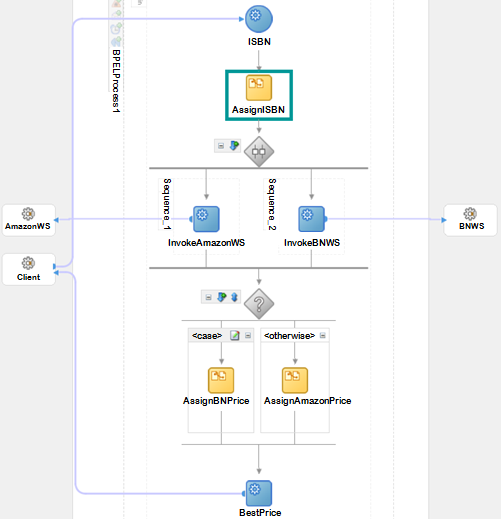 ISBN
BPELProcess1
AssignISBN
Sequence_1
Sequence_2
AmazonWS
InvokeAmazonWS
InvokeBNWS
BNWS
Client
?
<case>
<otherwise>
AssignBNPrice
AssignAmazonPrice
BestPrice